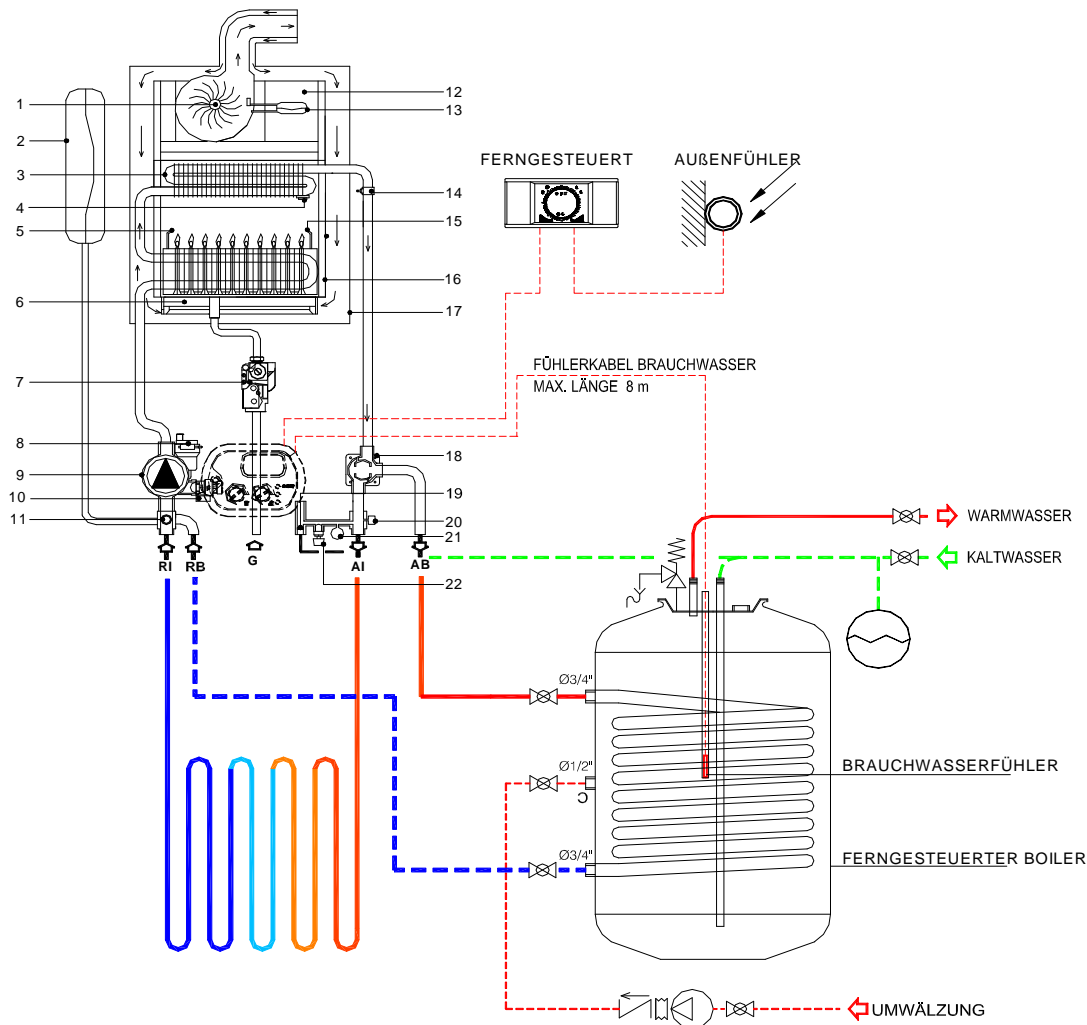 1
2
3
4
5
6
7
8
9
10
11
12
13
14
15
16
17
18
19
20
21
22
FERNGESTEUERT
AUßENFÜHLER
FÜHLERKABEL BRAUCHWASSER
MAX. LÄNGE 8 m
RI
RB
G
AI
AB
WARMWASSER
KALTWASSER
Ø3/4"
Ø1/2"
C
Ø3/4"
BRAUCHWASSERFÜHLER
FERNGESTEUERTER BOILER
UMWÄLZUNG